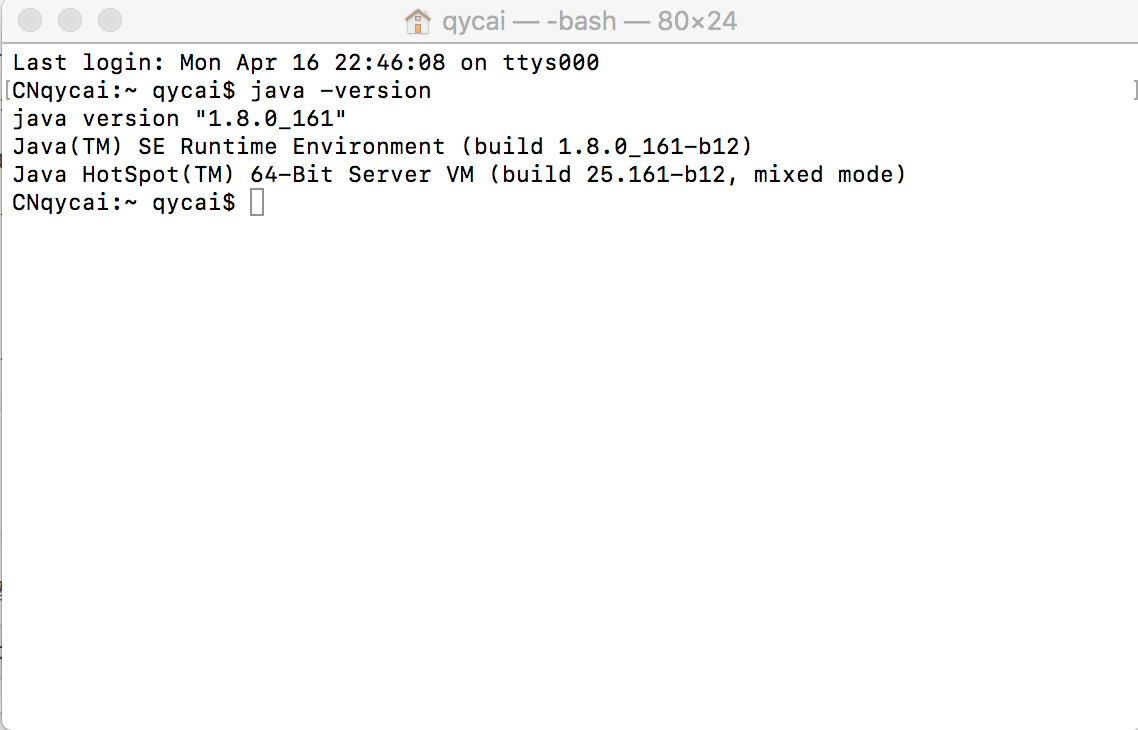 qycai — -bash — 80×24
Last login: Mon Apr 16 22:46:08 on ttys000
[CNqycai:~ qycai$ java -version ]
java version "1.8.0_161"
Java(TM) SE Runtime Environment (build 1.8.0_161-b12)
Java HotSpot(TM) 64-Bit Server VM (build 25.161-b12, mixed mode)
CNqycai:~ qycai$